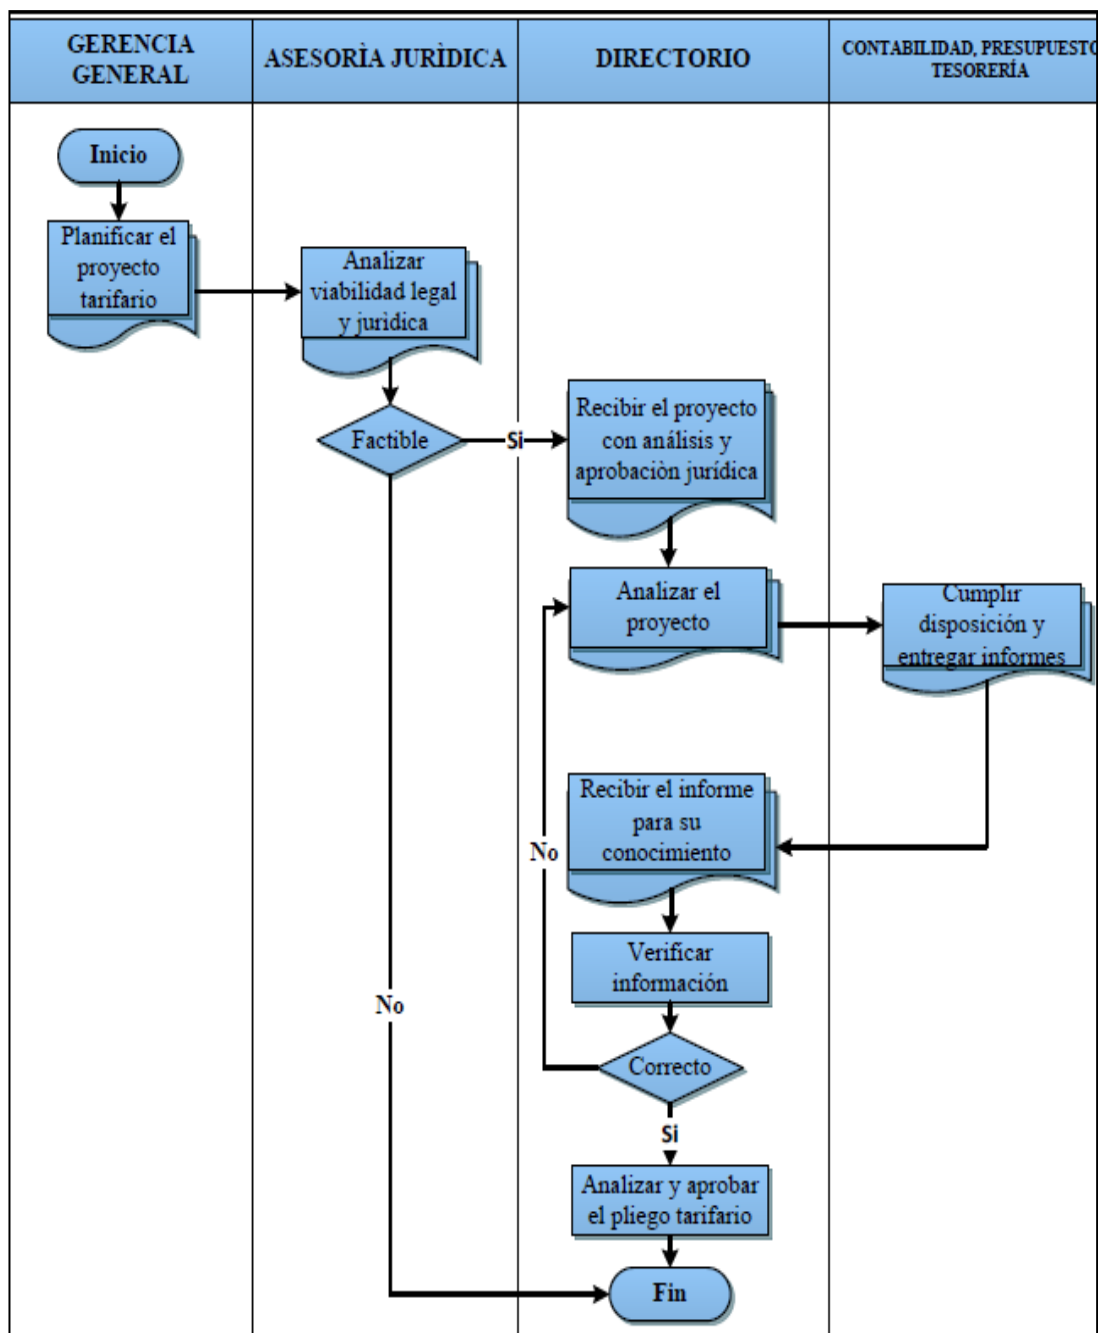 GERENCIA
GENERAL
ASESORÌA JURÌDICA
DIRECTORIO
CONTABILIDAD, PRESUPUESTO
TESORERÍA
Inicio
Planificar el
proyecto
tarifario
Analizar
viabilidad legal
y jurìdica
Factible
Si
Recibir el proyecto
con análisis y
aprobaciòn jurídica
Analizar el
proyecto
Cumplir
disposición y
entregar informes
Recibir el informe
para su
conocimiento
No
Verificar
información
No
Correcto
Si
Analizar y aprobar
el pliego tarifario
Fin